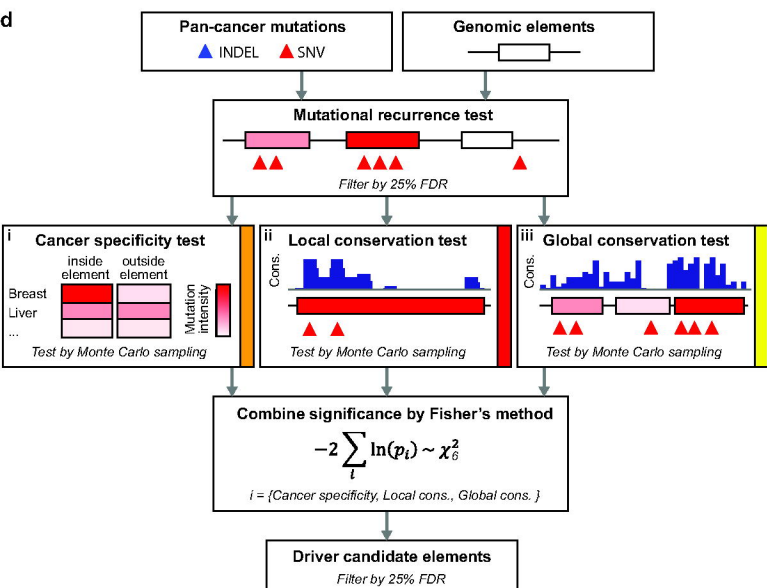 d
Pan-cancer mutations
INDEL SNV
Genomic elements
Mutational recurrence test
Filter by 25% FDR
i
Cancer specificity test
inside element
outside element
Breast
Liver
...
Mutation intensity
Test by Monte Carlo sampling
ii
Local conservation test
Cons.
Test by Monte Carlo sampling
iii
Global conservation test
Cons.
Test by Monte Carlo sampling
Combine significance by Fisher's method
−2 ∑ᵢ ln(pᵢ) ~ χ²₆
i = {Cancer specificity, Local cons., Global cons. }
Driver candidate elements
Filter by 25% FDR